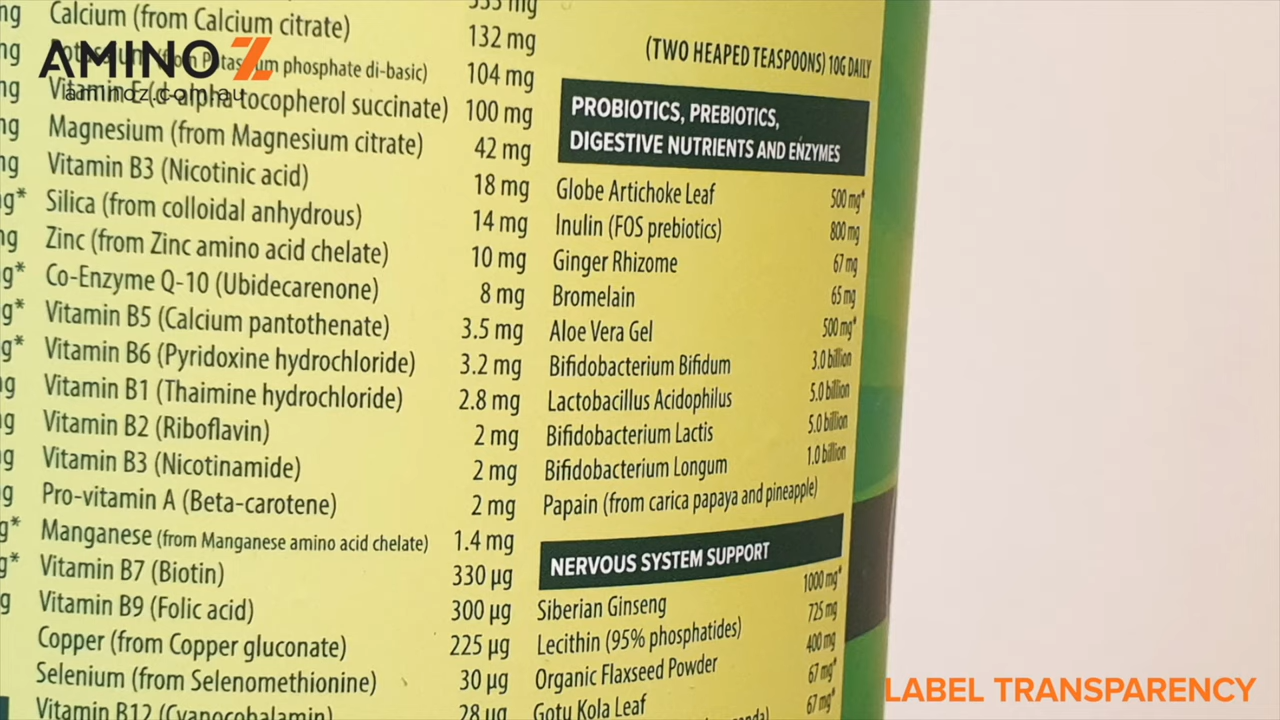 AMINO Z
aminoz.com.au
Calcium (from Calcium citrate) 132 mg
Potassium (from Potassium phosphate di-basic) 104 mg
Vitamin E (d-alpha-tocopherol succinate) 100 mg
Magnesium (from Magnesium citrate) 42 mg
Vitamin B3 (Nicotinic acid) 18 mg
Silica (from colloidal anhydrous) 14 mg
Zinc (from Zinc amino acid chelate) 10 mg
Co-Enzyme Q-10 (Ubidecarenone) 8 mg
Vitamin B5 (Calcium pantothenate) 3.5 mg
Vitamin B6 (Pyridoxine hydrochloride) 3.2 mg
Vitamin B1 (Thaimine hydrochloride) 2.8 mg
Vitamin B2 (Riboflavin) 2 mg
Vitamin B3 (Nicotinamide) 2 mg
Pro-vitamin A (Beta-carotene) 2 mg
Manganese (from Manganese amino acid chelate) 1.4 mg
Vitamin B7 (Biotin) 330 µg
Vitamin B9 (Folic acid) 300 µg
Copper (from Copper gluconate) 225 µg
Selenium (from Selenomethionine) 30 µg
Vitamin B12 (Cyanocobalamin) 28 µg
(TWO HEAPED TEASPOONS) 10G DAILY
PROBIOTICS, PREBIOTICS,
DIGESTIVE NUTRIENTS AND ENZYMES
Globe Artichoke Leaf 500 mg*
Inulin (FOS prebiotics) 800 mg
Ginger Rhizome 67 mg
Bromelain 65 mg
Aloe Vera Gel 500 mg*
Bifidobacterium Bifidum 3.0 billion
Lactobacillus Acidophilus 5.0 billion
Bifidobacterium Lactis 5.0 billion
Bifidobacterium Longum 1.0 billion
Papain (from carica papaya and pineapple)
NERVOUS SYSTEM SUPPORT
Siberian Ginseng 1000 mg*
Lecithin (95% phosphatides) 725 mg
Organic Flaxseed Powder 400 mg
Gotu Kola Leaf 67 mg*
67 mg*
LABEL TRANSPARENCY